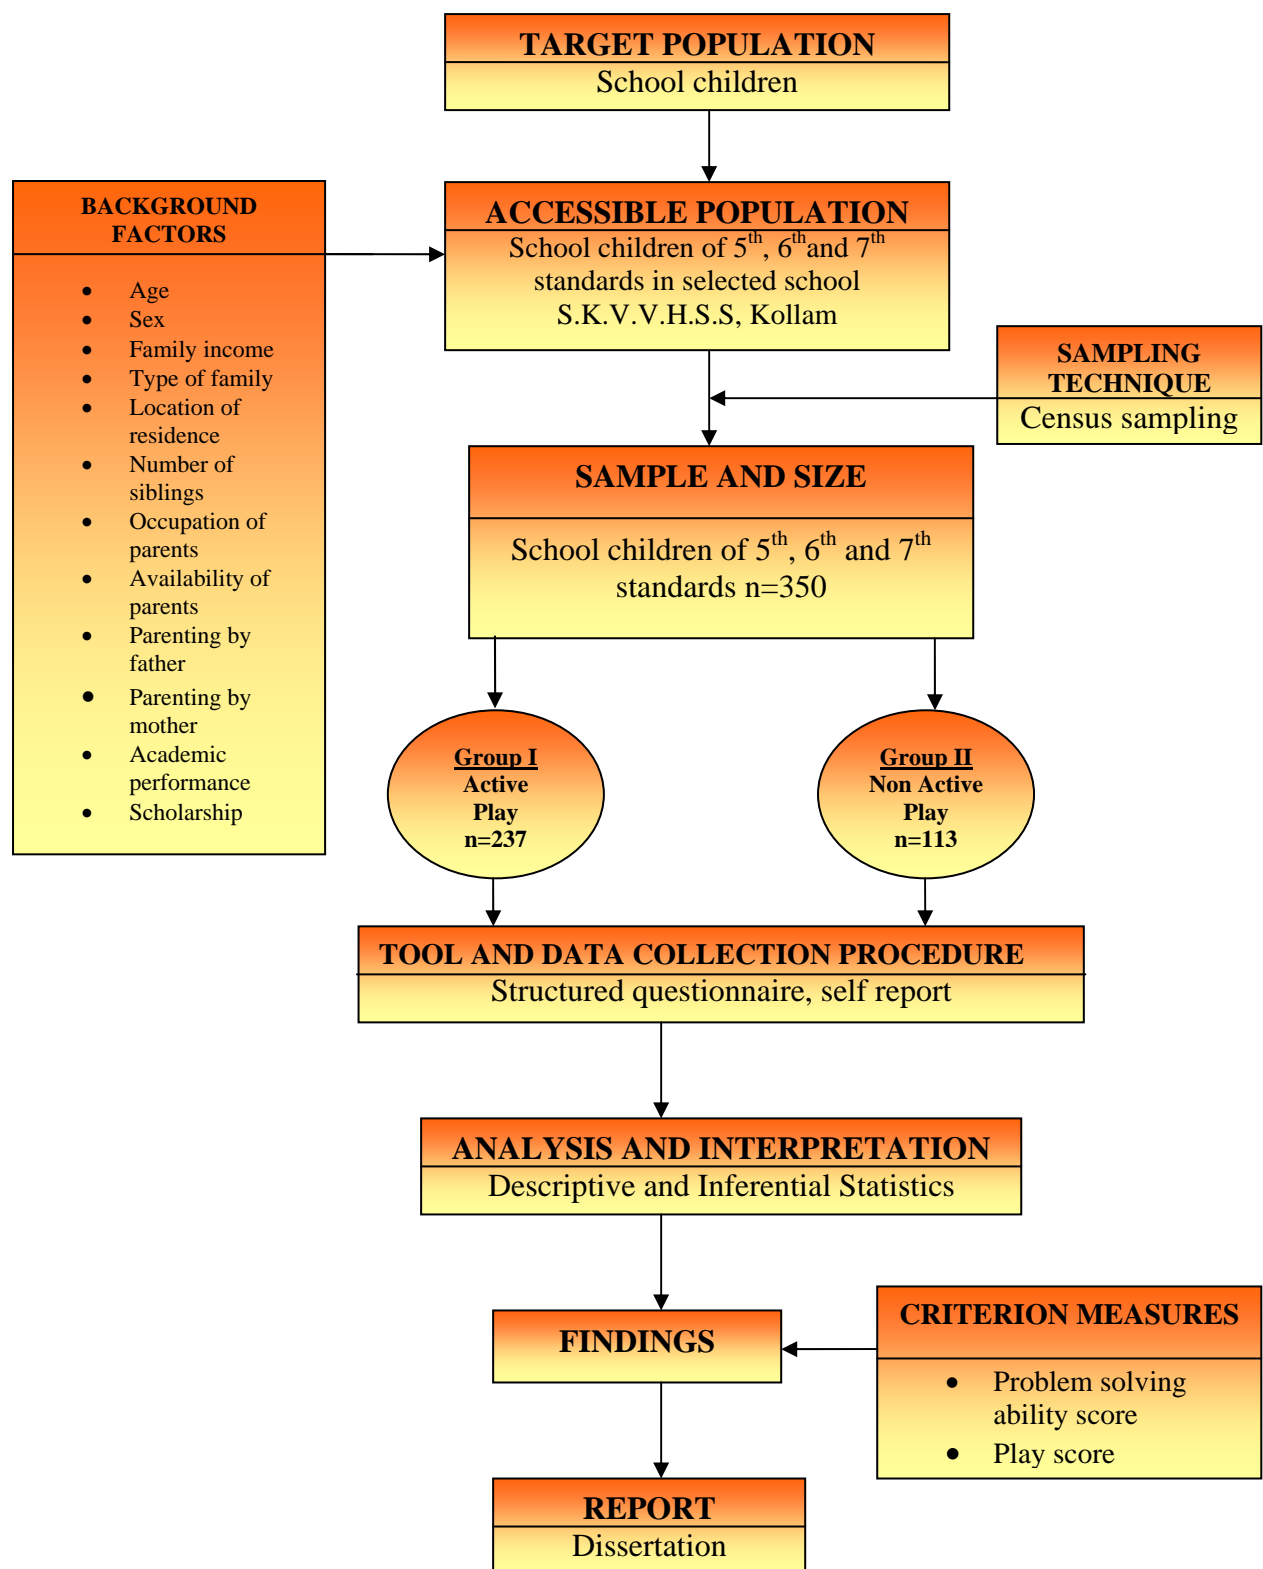 TARGET POPULATION
School children
BACKGROUND
FACTORS
• Age
• Sex
• Family income
• Type of family
• Location of
residence
• Number of
siblings
• Occupation of
parents
• Availability of
parents
• Parenting by
father
• Parenting by
mother
• Academic
performance
• Scholarship
ACCESSIBLE POPULATION
School children of 5th, 6th and 7th
standards in selected school
S.K.V.V.H.S.S, Kollam
SAMPLING
TECHNIQUE
Census sampling
SAMPLE AND SIZE
School children of 5th, 6th and 7th
standards n=350
Group I
Active
Play
n=237
Group II
Non Active
Play
n=113
TOOL AND DATA COLLECTION PROCEDURE
Structured questionnaire, self report
ANALYSIS AND INTERPRETATION
Descriptive and Inferential Statistics
FINDINGS
CRITERION MEASURES
• Problem solving
ability score
• Play score
REPORT
Dissertation